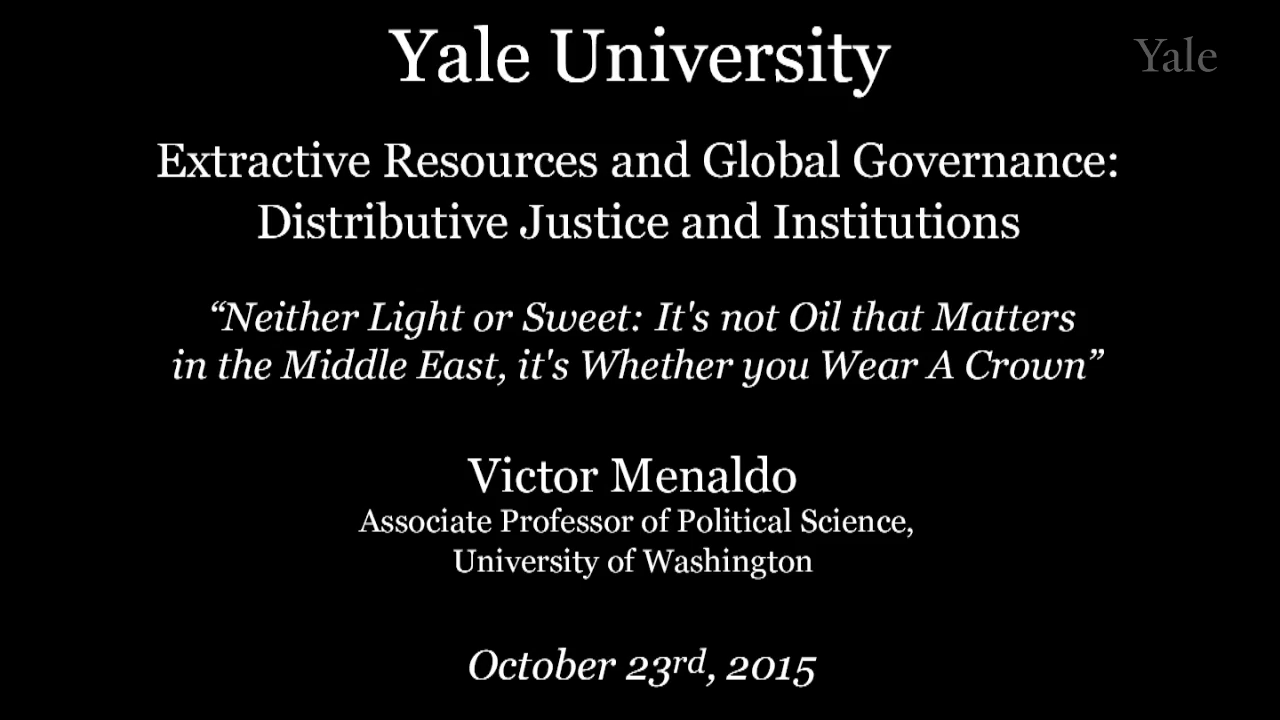 Yale University
Yale
Extractive Resources and Global Governance:
Distributive Justice and Institutions
“Neither Light or Sweet: It's not Oil that Matters
in the Middle East, it's Whether you Wear A Crown”
Victor Menaldo
Associate Professor of Political Science,
University of Washington
October 23rd, 2015